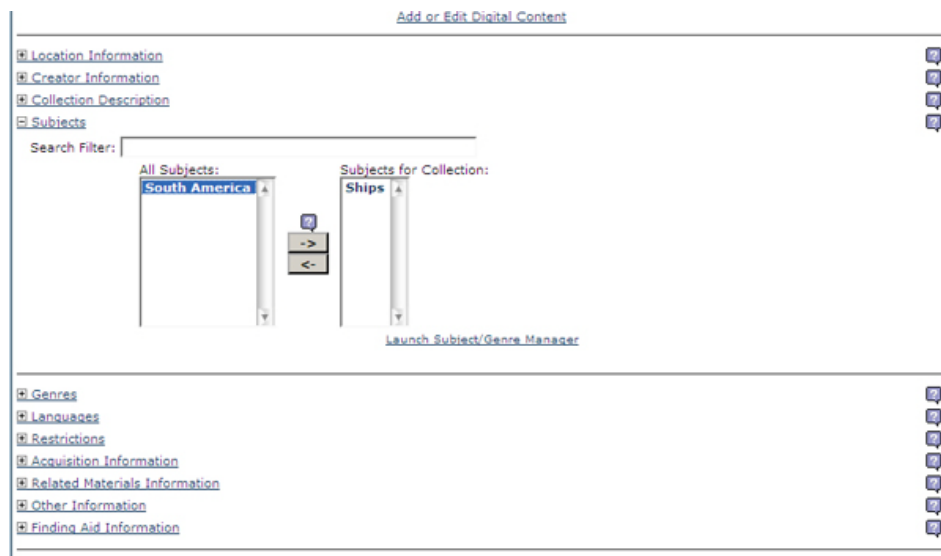 Add or Edit Digital Content
Location Information
Creator Information
Collection Description
Subjects
Search Filter:
All Subjects: Subjects for Collection:
South America Ships
->
<-
Launch Subject/Genre Manager
Genres
Languages
Restrictions
Acquisition Information
Related Materials Information
Other Information
Finding Aid Information